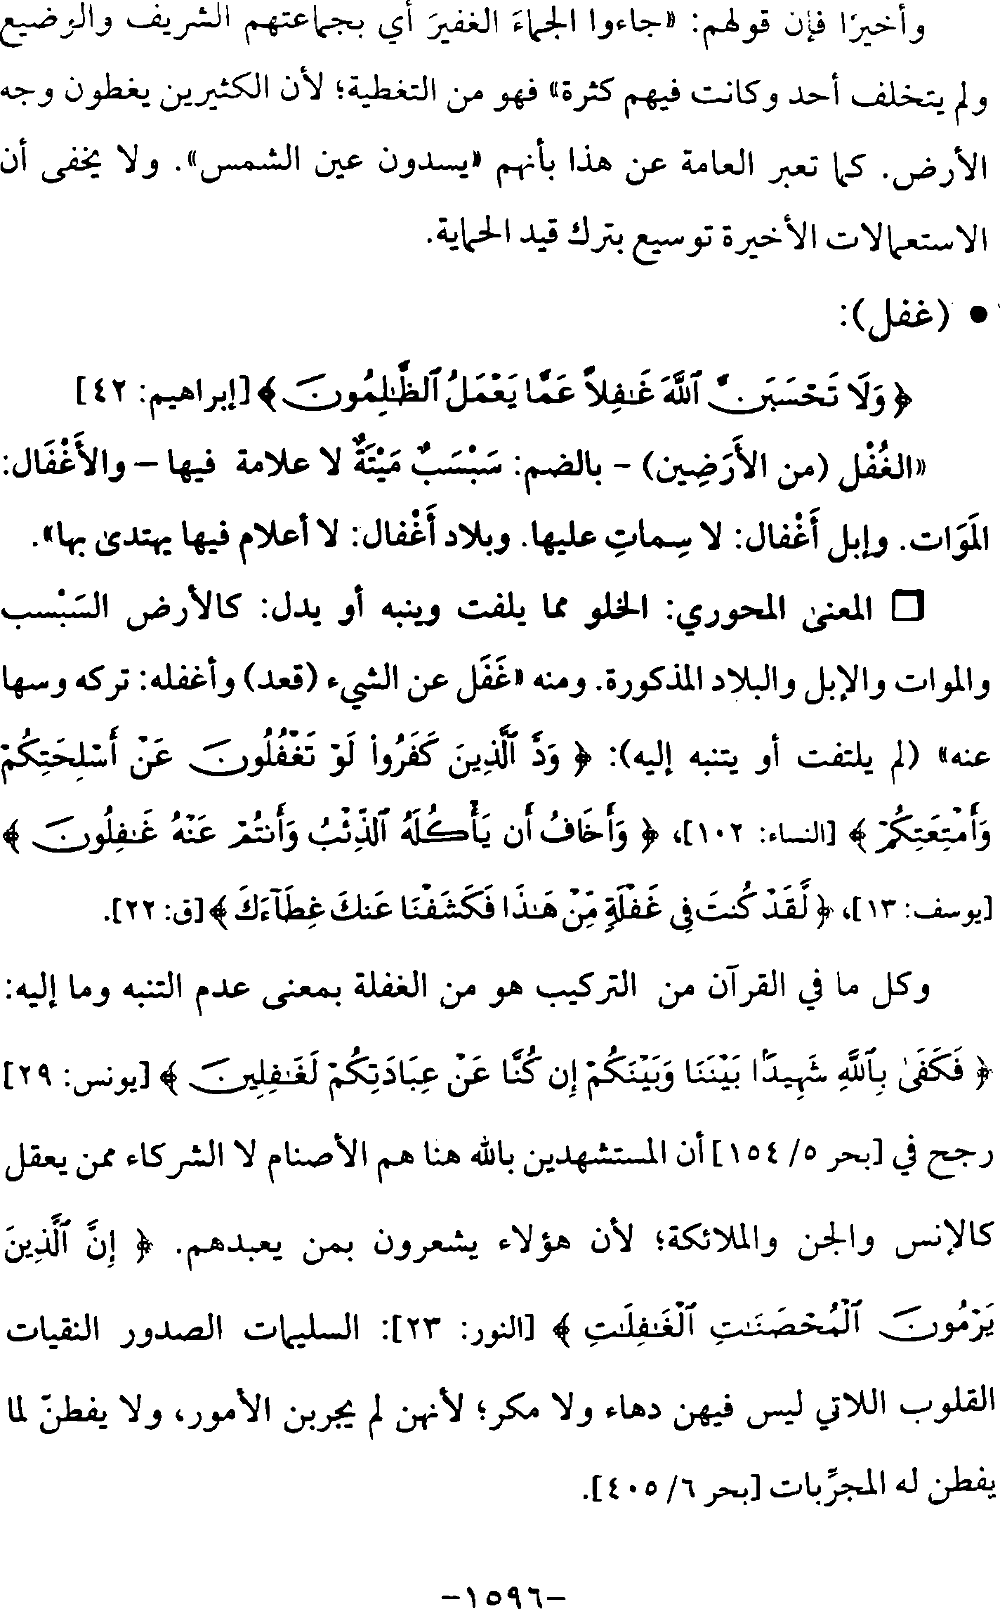 وأخيرًا فإن قولهم: «جاءوا الجماءَ الغفيرَ أي بجماعتهم الشريف والوضيع
ولم يتخلف أحد وكانت فيهم كثرة» فهو من التغطية؛ لأن الكثيرين يغطون وجه
الأرض. كما تعبر العامة عن هذا بأنهم «يسدون عين الشمس». ولا يخفى أن
الاستعمالات الأخيرة توسيع بترك قيد الحماية.
• (غفل):
﴿ وَلَا تَحْسَبَنَّ ٱللَّهَ غَٰفِلاً عَمَّا يَعْمَلُ ٱلظَّٰلِمُونَ ﴾ [إبراهيم: ٤٢]
«الغُفْل (من الأَرَضِين) - بالضم: سَبْسَبٌ مَيْتَةٌ لا علامة فيها – والأَغْفَال:
المَوَات. وإبل أَغْفال: لا سِماتِ عليها. وبلاد أَغْفال: لا أعلام فيها يهتدى بها».
□ المعنى المحوري: الخلو مما يلفت وينبه أو يدل: كالأرض السَبْسب
والموات والإبل والبلاد المذكورة. ومنه «غَفَل عن الشيء (قعد) وأغفله: تركه وسها
عنه» (لم يلتفت أو يتنبه إليه): ﴿ وَدَّ ٱلَّذِينَ كَفَرُوا۟ لَوْ تَغْفُلُونَ عَنْ أَسْلِحَتِكُمْ
وَأَمْتِعَتِكُمْ ﴾ [النساء: ١٠٢]، ﴿ وَأَخَافُ أَن يَأْكُلَهُ ٱلذِّئْبُ وَأَنتُمْ عَنْهُ غَٰفِلُونَ ﴾
[يوسف: ١٣]، ﴿ لَّقَدْ كُنتَ فِى غَفْلَةٍ مِّنْ هَٰذَا فَكَشَفْنَا عَنكَ غِطَآءَكَ ﴾ [ق: ٢٢].
وكل ما في القرآن من التركيب هو من الغفلة بمعنى عدم التنبه وما إليه:
﴿ فَكَفَىٰ بِٱللَّهِ شَهِيدًۢا بَيْنَنَا وَبَيْنَكُمْ إِن كُنَّا عَنْ عِبَادَتِكُمْ لَغَٰفِلِينَ ﴾ [يونس: ٢٩]
رجح في [بحر ٥/ ١٥٤] أن المستشهدين بالله هنا هم الأصنام لا الشركاء ممن يعقل
كالإنس والجن والملائكة؛ لأن هؤلاء يشعرون بمن يعبدهم. ﴿ إِنَّ ٱلَّذِينَ
يَرْمُونَ ٱلْمُحْصَنَٰتِ ٱلْغَٰفِلَٰتِ ﴾ [النور: ٢٣]: السليمات الصدور النقيات
القلوب اللاتي ليس فيهن دهاء ولا مكر؛ لأنهن لم يجربن الأمور، ولا يفطنّ لما
يفطن له المجرِّبات [بحر ٦/ ٤٠٥].
-١٥٩٦-